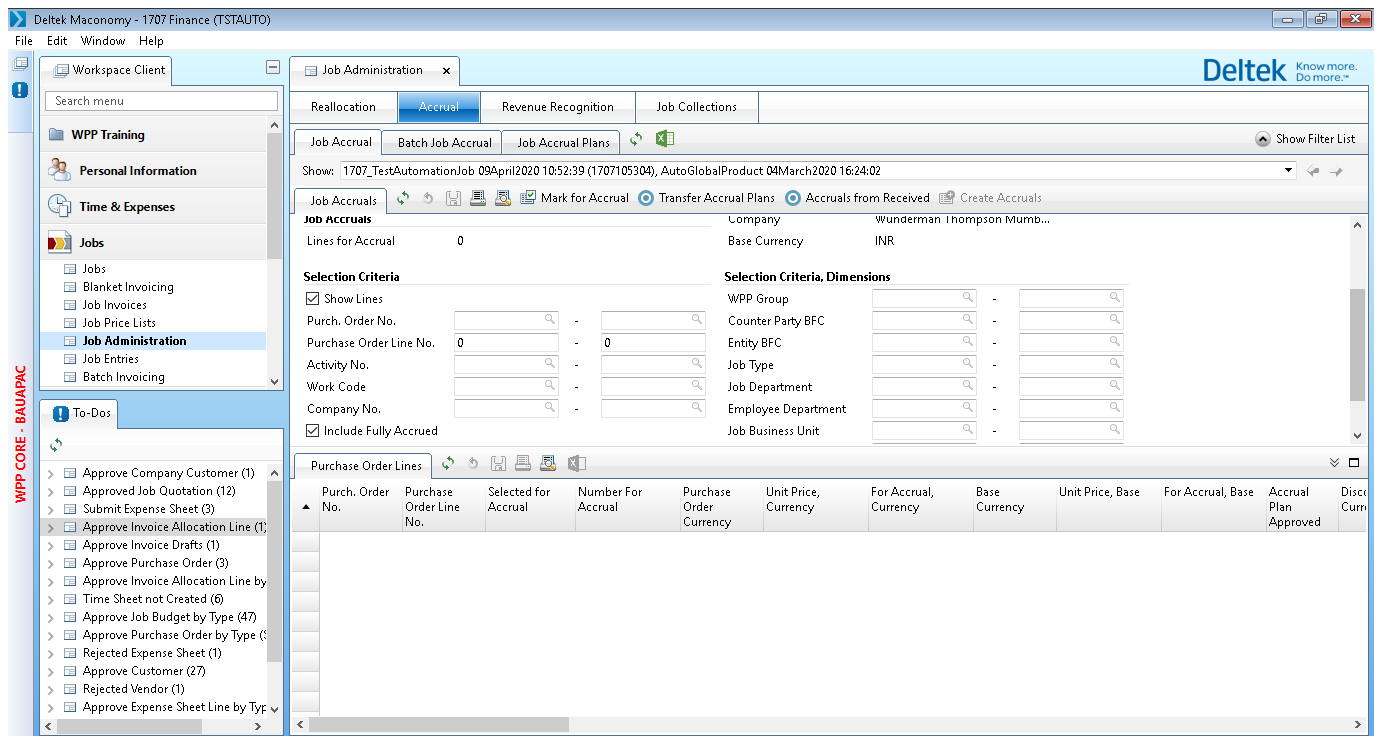 Deltek Maconomy - 1707 Finance (TSTAUTO)
File Edit Window Help
WPP CORE - BAUAPAC
Workspace Client
Search menu
WPP Training
Personal Information
Time & Expenses
Jobs
Jobs
Blanket Invoicing
Job Invoices
Job Price Lists
Job Administration
Job Entries
Batch Invoicing
To-Dos
Approve Company Customer (1)
Approved Job Quotation (12)
Submit Expense Sheet (3)
Approve Invoice Allocation Line (1)
Approve Invoice Drafts (1)
Approve Purchase Order (3)
Approve Invoice Allocation Line by
Time Sheet not Created (6)
Approve Job Budget by Type (47)
Approve Purchase Order by Type
Rejected Expense Sheet (1)
Approve Customer (27)
Rejected Vendor (1)
Approve Expense Sheet Line by Typ
Job Administration x
Deltek Know more.
Do more.™
Reallocation Accrual Revenue Recognition Job Collections
Job Accrual Batch Job Accrual Job Accrual Plans Show Filter List
Show: 1707_TestAutomationJob 09April2020 10:52:39 (1707105304), AutoGlobalProduct 04March2020 16:24:02
Job Accruals Mark for Accrual Transfer Accrual Plans Accruals from Received Create Accruals
Job Accruals Company Wunderman Thompson Mumb...
Lines for Accrual 0 Base Currency INR
Selection Criteria Selection Criteria, Dimensions
Show Lines WPP Group -
Purch. Order No. - Counter Party BFC -
Purchase Order Line No. 0 - 0 Entity BFC -
Activity No. - Job Type -
Work Code - Job Department -
Company No. - Employee Department -
Include Fully Accrued Job Business Unit -
Purchase Order Lines
Purch. Order Purchase Selected for Number For Purchase Unit Price, For Accrual, Base Unit Price, Base For Accrual, Base Accrual Disco
No. Order Line Accrual Accrual Order Currency Currency Currency Plan Curr
No. Currency Approved